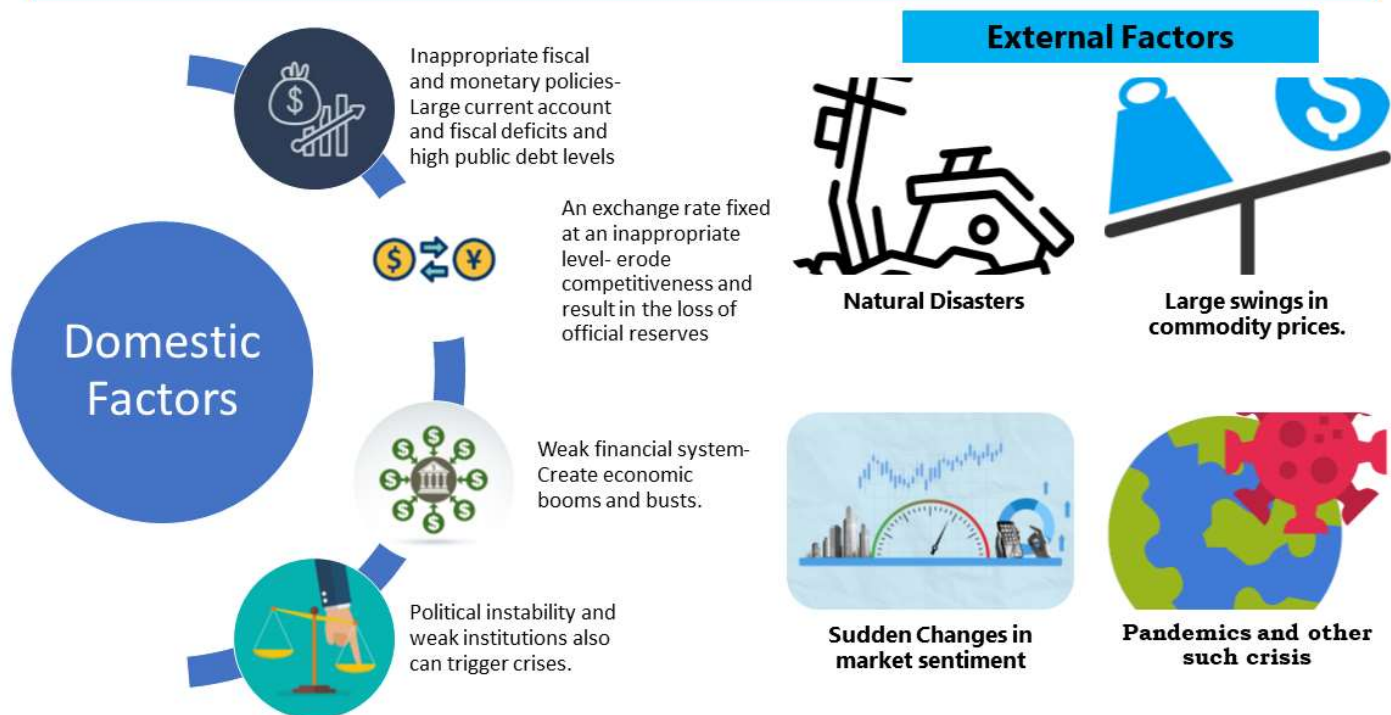 Domestic
Factors
Inappropriate fiscal
and monetary policies-
Large current account
and fiscal deficits and
high public debt levels
$
An exchange rate fixed
at an inappropriate
level- erode
competitiveness and
result in the loss of
official reserves
$ ¥
Weak financial system-
Create economic
booms and busts.
$ $ $ $ $ $ $ $
Political instability and
weak institutions also
can trigger crises.
External Factors
$
Natural Disasters
Large swings in
commodity prices.
Sudden Changes in
market sentiment
Pandemics and other
such crisis